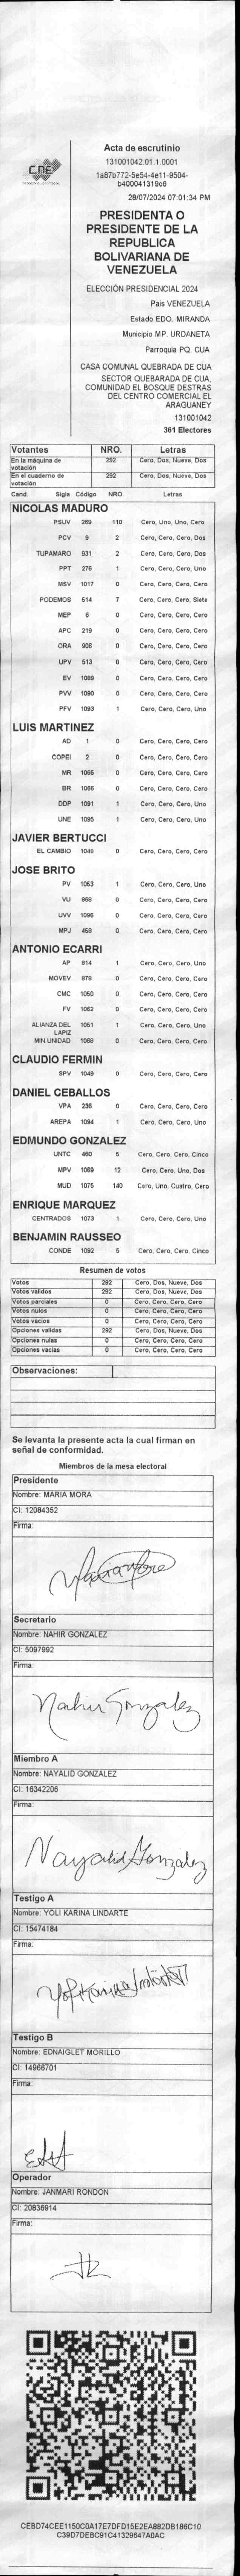 CNE
Acta de escrutinio
131001042.01.1.0001
1a87b772-5e54-4e11-9504-
b400041319c6
28/07/2024 07:01:34 PM
PRESIDENTA O
PRESIDENTE DE LA
REPUBLICA
BOLIVARIANA DE
VENEZUELA
ELECCIÓN PRESIDENCIAL 2024
Pais VENEZUELA
Estado EDO. MIRANDA
Municipio MP. URDANETA
Parroquia PQ. CUA
CASA COMUNAL QUEBRADA DE CUA
SECTOR QUEBARADA DE CUA,
COMUNIDAD EL BOSQUE DESTRAS
DEL CENTRO COMERCIAL EL
ARAGUANEY
131001042
361 Electores
Votantes NRO. Letras
En la máquina de votación 292 Cero, Dos, Nueve, Dos
En el cuaderno de votación 292 Cero, Dos, Nueve, Dos
Cand. Sigla Código NRO. Letras
NICOLAS MADURO
PSUV 269 110 Cero, Uno, Uno, Cero
PCV 9 2 Cero, Cero, Cero, Dos
TUPAMARO 931 2 Cero, Cero, Cero, Dos
PPT 276 1 Cero, Cero, Cero, Uno
MSV 1017 0 Cero, Cero, Cero, Cero
PODEMOS 514 7 Cero, Cero, Cero, Siete
MEP 6 0 Cero, Cero, Cero, Cero
APC 219 0 Cero, Cero, Cero, Cero
ORA 906 0 Cero, Cero, Cero, Cero
UPV 513 0 Cero, Cero, Cero, Cero
EV 1089 0 Cero, Cero, Cero, Cero
PVV 1090 0 Cero, Cero, Cero, Cero
PFV 1093 1 Cero, Cero, Cero, Uno
LUIS MARTINEZ
AD 1 0 Cero, Cero, Cero, Cero
COPEI 2 0 Cero, Cero, Cero, Cero
MR 1065 0 Cero, Cero, Cero, Cero
BR 1066 0 Cero, Cero, Cero, Cero
DDP 1091 1 Cero, Cero, Cero, Uno
UNE 1095 1 Cero, Cero, Cero, Uno
JAVIER BERTUCCI
EL CAMBIO 1048 0 Cero, Cero, Cero, Cero
JOSE BRITO
PV 1053 1 Cero, Cero, Cero, Uno
VU 868 0 Cero, Cero, Cero, Cero
UVV 1096 0 Cero, Cero, Cero, Cero
MPJ 458 0 Cero, Cero, Cero, Cero
ANTONIO ECARRI
AP 814 1 Cero, Cero, Cero, Uno
MOVEV 878 0 Cero, Cero, Cero, Cero
CMC 1050 0 Cero, Cero, Cero, Cero
FV 1062 0 Cero, Cero, Cero, Cero
ALIANZA DEL LAPIZ 1051 1 Cero, Cero, Cero, Uno
MIN UNIDAD 1068 0 Cero, Cero, Cero, Cero
CLAUDIO FERMIN
SPV 1049 0 Cero, Cero, Cero, Cero
DANIEL CEBALLOS
VPA 236 0 Cero, Cero, Cero, Cero
AREPA 1094 1 Cero, Cero, Cero, Uno
EDMUNDO GONZALEZ
UNTC 460 5 Cero, Cero, Cero, Cinco
MPV 1069 12 Cero, Cero, Uno, Dos
MUD 1075 140 Cero, Uno, Cuatro, Cero
ENRIQUE MARQUEZ
CENTRADOS 1073 1 Cero, Cero, Cero, Uno
BENJAMIN RAUSSEO
CONDE 1092 5 Cero, Cero, Cero, Cinco
Resumen de votos
Votos 292 Cero, Dos, Nueve, Dos
Votos validos 292 Cero, Dos, Nueve, Dos
Votos parciales 0 Cero, Cero, Cero, Cero
Votos nulos 0 Cero, Cero, Cero, Cero
Votos vacios 0 Cero, Cero, Cero, Cero
Opciones validas 292 Cero, Dos, Nueve, Dos
Opciones nulas 0 Cero, Cero, Cero, Cero
Opciones vacias 0 Cero, Cero, Cero, Cero
Observaciones:
Se levanta la presente acta la cual firman en
señal de conformidad.
Miembros de la mesa electoral
Presidente
Nombre: MARIA MORA
CI: 12084352
Firma:
Secretario
Nombre: NAHIR GONZALEZ
CI: 5097992
Firma:
Nahir Gonzalez
Miembro A
Nombre: NAYALID GONZALEZ
CI: 16342206
Firma:
Nayalid Gonzalez
Testigo A
Nombre: YOLI KARINA LINDARTE
CI: 15474184
Firma:
Testigo B
Nombre: EDNAIGLET MORILLO
CI: 14966701
Firma:
Operador
Nombre: JANMARI RONDON
CI: 20836914
Firma:
CEBD74CEE1150C0A17E7DFD15E2EA882DB186C10
C39D7DEBC91C41329647A0AC